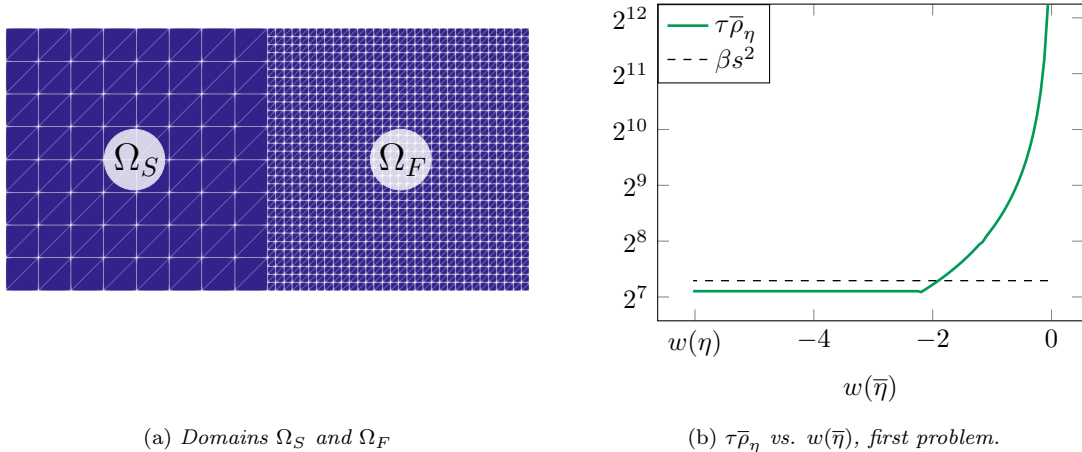 Ω_S
Ω_F
(a) Domains Ω_S and Ω_F
2^12
2^11
2^10
2^9
2^8
2^7
τρ̅_η
βs^2
w(η) −4 −2 0
w(η̅)
(b) τρ̅_η vs. w(η̅), first problem.